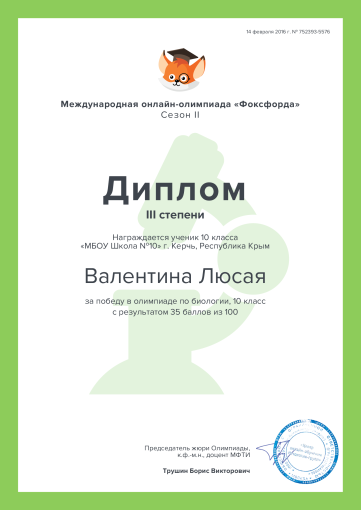 14 февраля 2016 г. № 752393-5576
Международная онлайн-олимпиада «Фоксфорда»
Сезон II
Диплом
III степени
Награждается ученик 10 класса
«МБОУ Школа №10» г. Керчь, Республика Крым
Валентина Люсая
за победу в олимпиаде по биологии, 10 класс
с результатом 35 баллов из 100
Председатель жюри Олимпиады,
к.ф.-м.н., доцент МФТИ
Трушин Борис Викторович